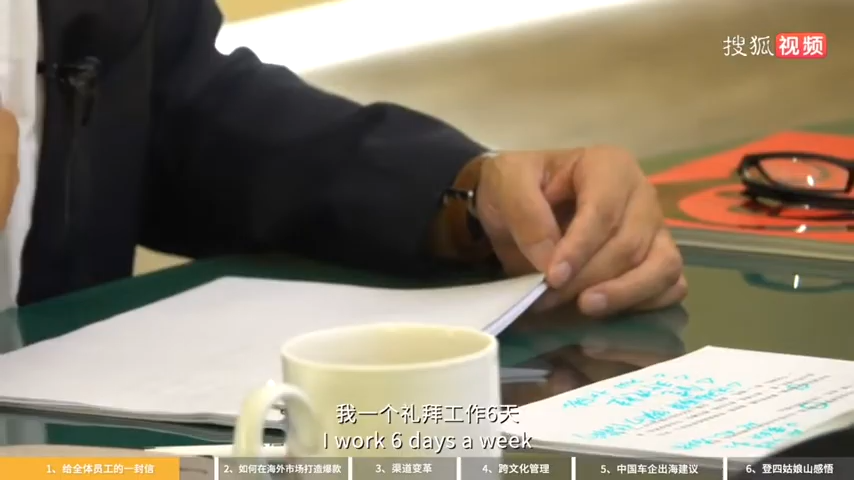 搜狐视频
我一个礼拜工作6天
I work 6 days a week
1、给全体员工的一封信
2、如何在海外市场打造爆款
3、渠道变革
4、跨文化管理
5、中国车企出海建议
6、登四姑娘山感悟